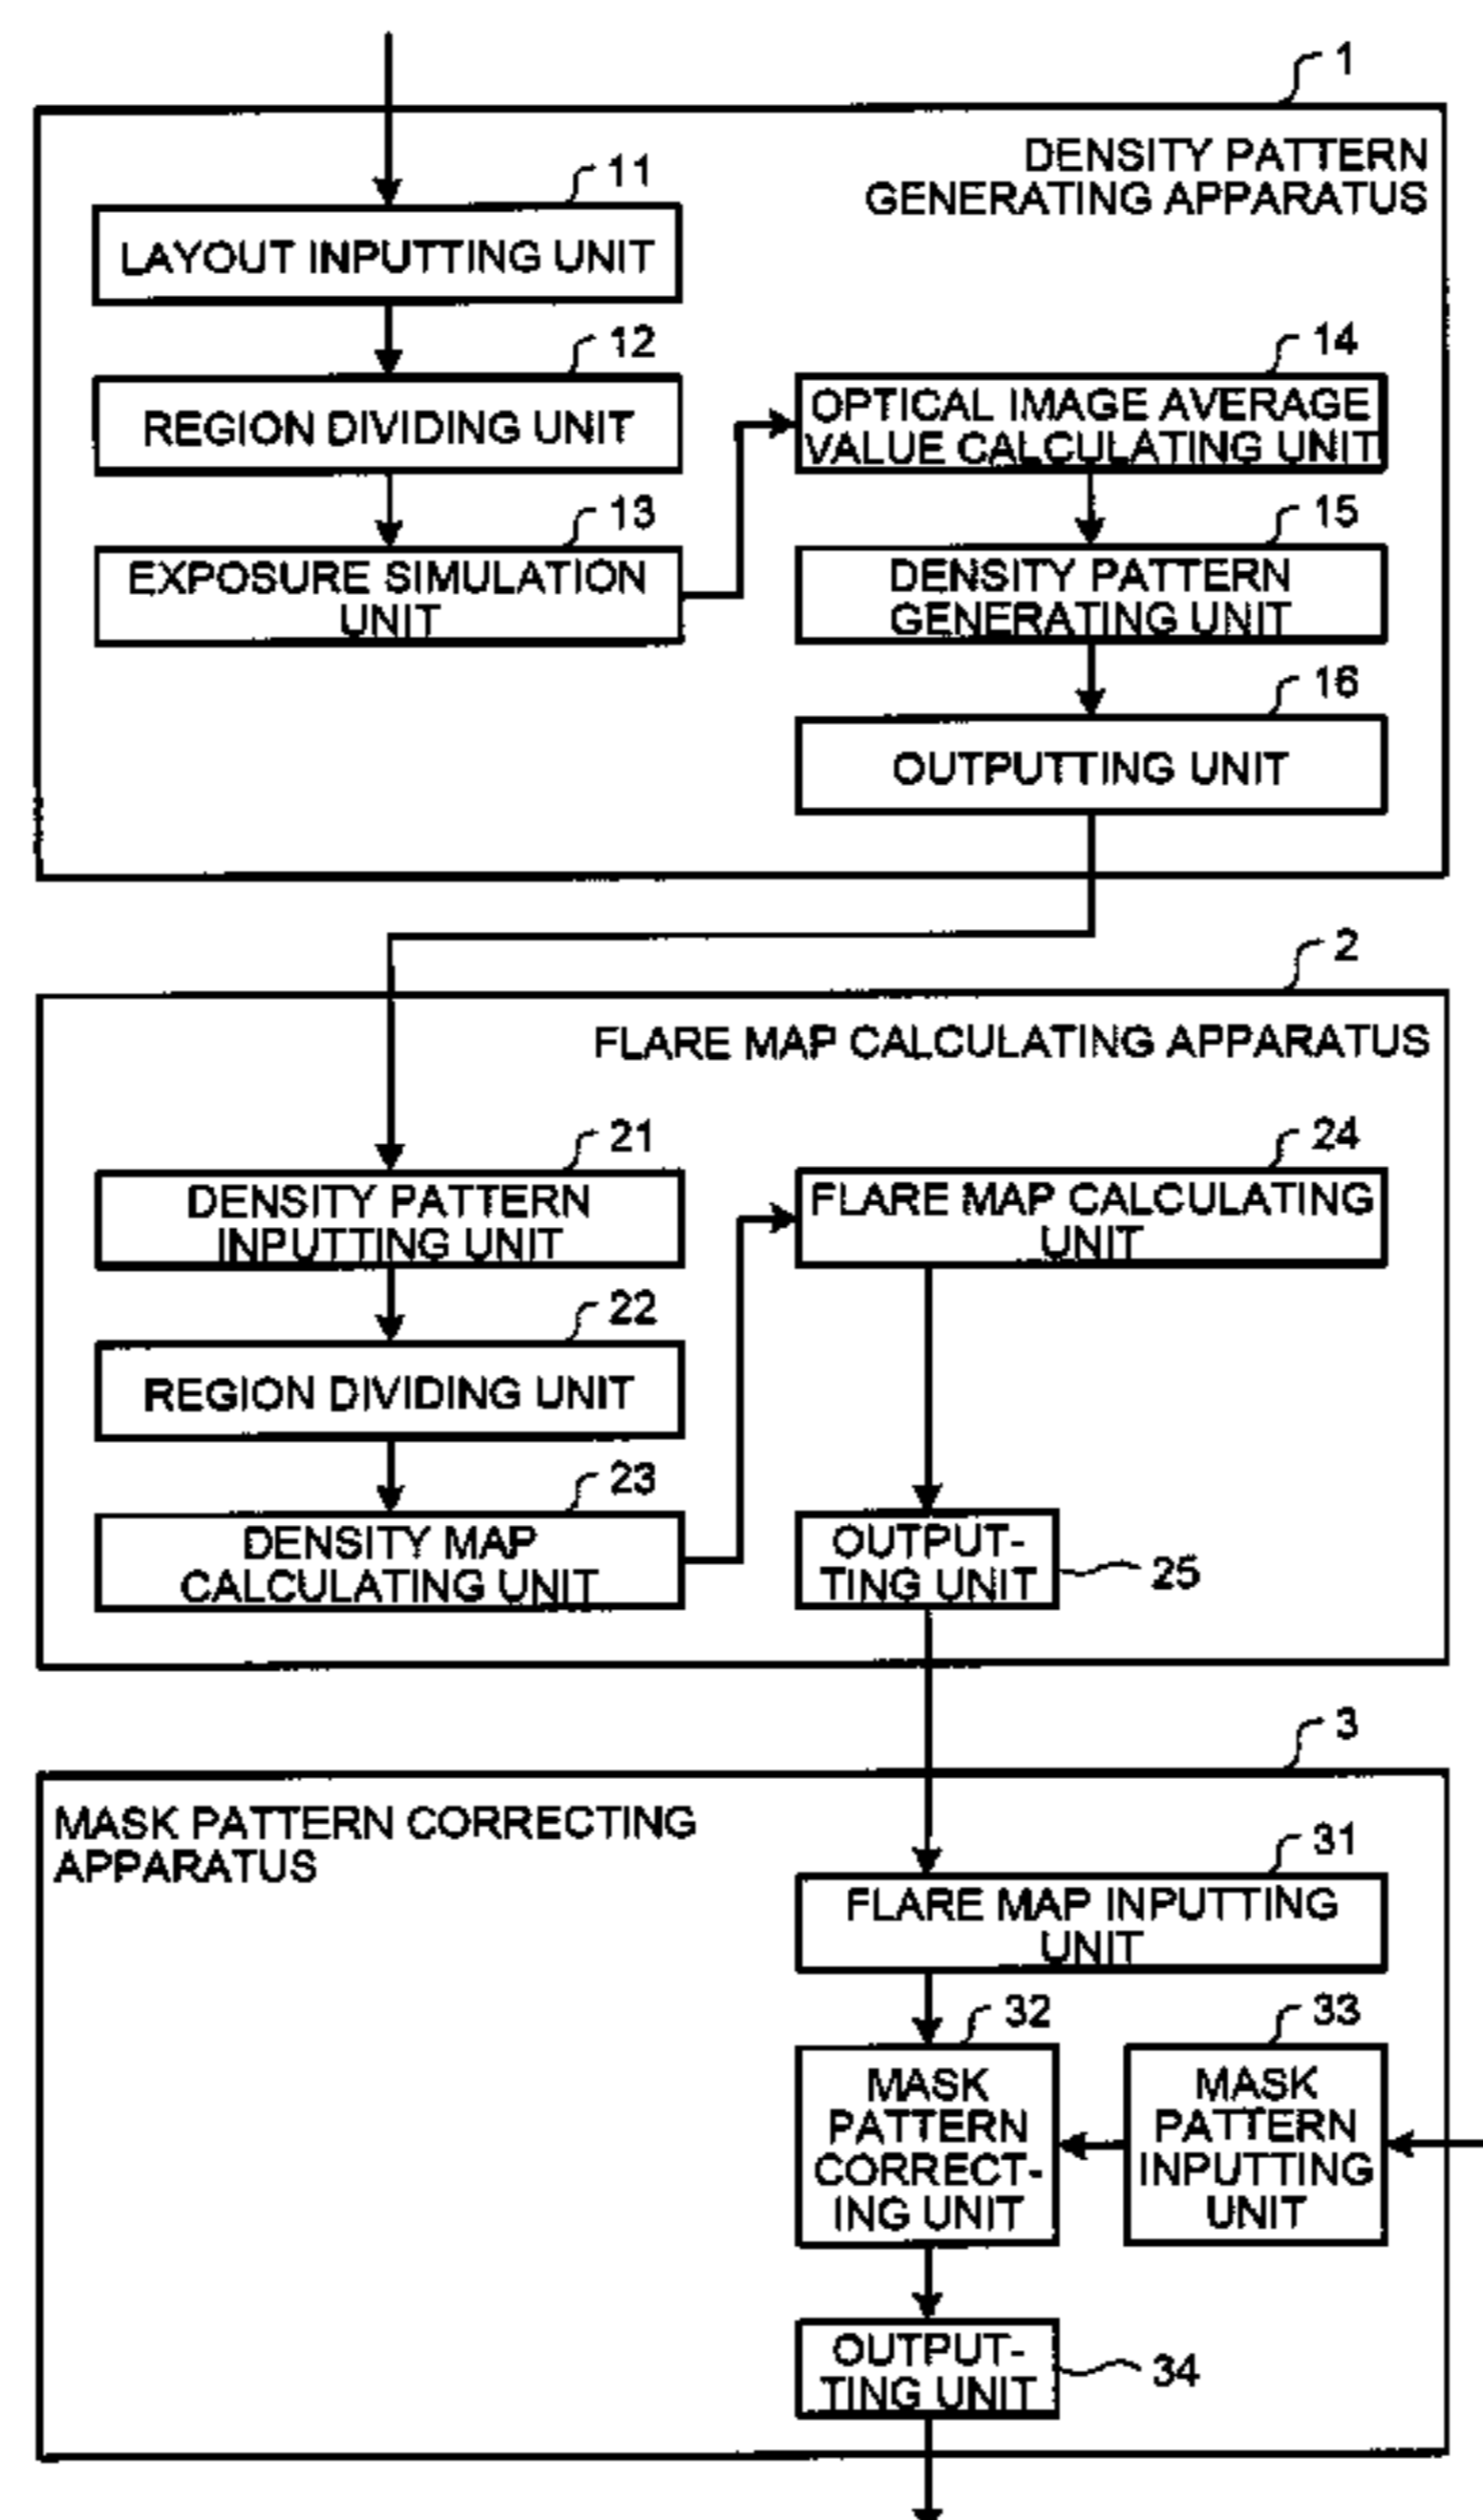 1
DENSITY PATTERN
GENERATING APPARATUS
11
LAYOUT INPUTTING UNIT
12
REGION DIVIDING UNIT
13
EXPOSURE SIMULATION
UNIT
14
OPTICAL IMAGE AVERAGE
VALUE CALCULATING UNIT
15
DENSITY PATTERN
GENERATING UNIT
16
OUTPUTTING UNIT
2
FLARE MAP CALCULATING APPARATUS
21
DENSITY PATTERN
INPUTTING UNIT
22
REGION DIVIDING UNIT
23
DENSITY MAP
CALCULATING UNIT
24
FLARE MAP CALCULATING
UNIT
OUTPUT-
TING UNIT
25
3
MASK PATTERN CORRECTING
APPARATUS
31
FLARE MAP INPUTTING
UNIT
32
MASK
PATTERN
CORRECT-
ING UNIT
33
MASK
PATTERN
INPUTTING
UNIT
OUTPUT-
TING UNIT
34